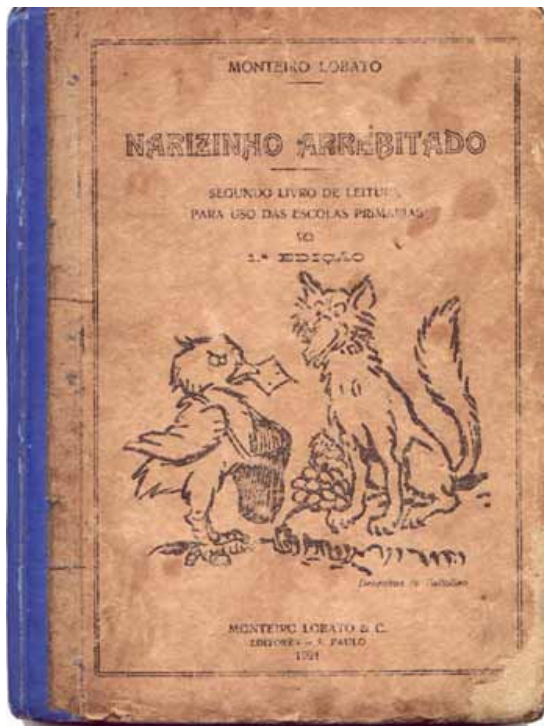 MONTEIRO LOBATO
NARIZINHO ARREBITADO
SEGUNDO LIVRO DE LEITURA
PARA USO DAS ESCOLAS PRIMARIAS
1.ª EDIÇÃO
MONTEIRO LOBATO & C.
EDITORES — S. PAULO